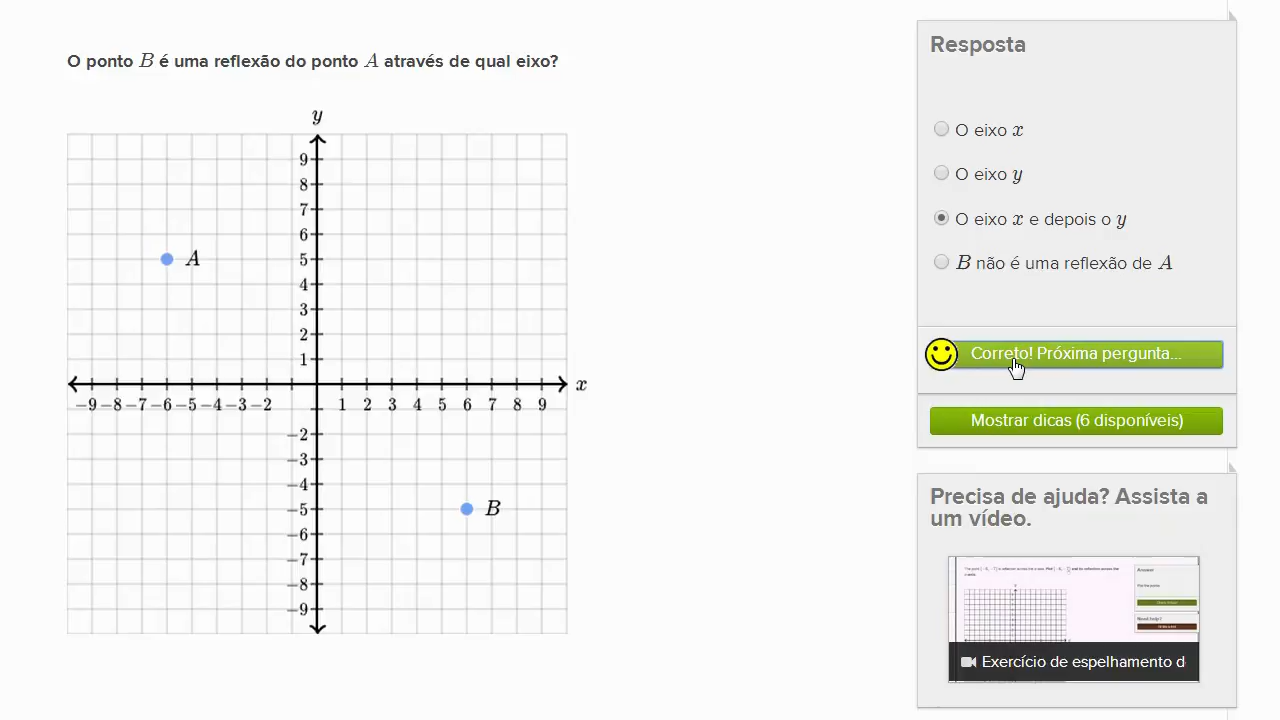 O ponto B é uma reflexão do ponto A através de qual eixo?
y
9
8
7
6
5
4
3
2
1
A
x
−9 −8 −7 −6 −5 −4 −3 −2 1 2 3 4 5 6 7 8 9
−2
−3
−4
−5
−6
−7
−8
−9
B
Resposta
O eixo x
O eixo y
O eixo x e depois o y
B não é uma reflexão de A
Correto! Próxima pergunta...
Mostrar dicas (6 disponíveis)
Precisa de ajuda? Assista a
um vídeo.
Answer
Exercício de espelhamento d